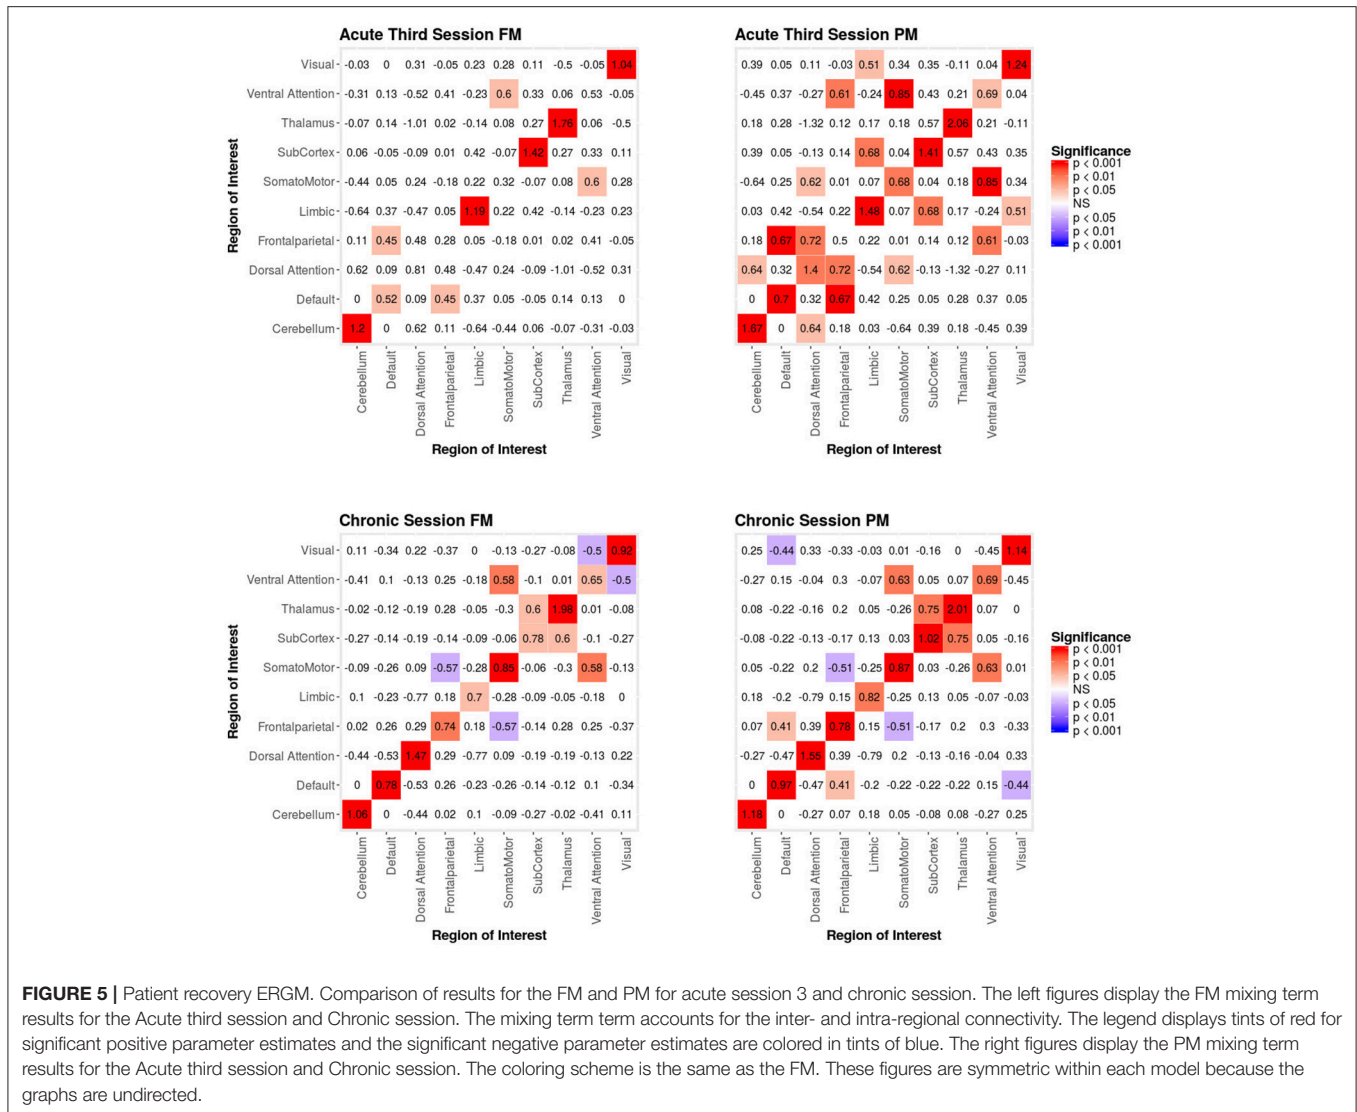 Acute Third Session FM
Visual -0.03 0 0.31 -0.05 0.23 0.28 0.11 -0.5 -0.05 1.04
Ventral Attention -0.31 0.13 -0.52 0.41 -0.23 0.6 0.33 0.06 0.53 -0.05
Thalamus -0.07 0.14 -1.01 0.02 -0.14 0.08 0.27 1.76 0.06 -0.5
SubCortex 0.06 -0.05 -0.09 0.01 0.42 -0.07 1.42 0.27 0.33 0.11
SomatoMotor -0.44 0.05 0.24 -0.18 0.22 0.32 -0.07 0.08 0.6 0.28
Limbic -0.64 0.37 -0.47 0.05 1.19 0.22 0.42 -0.14 -0.23 0.23
Frontalparietal 0.11 0.45 0.48 0.28 0.05 -0.18 0.01 0.02 0.41 -0.05
Dorsal Attention 0.62 0.09 0.81 0.48 -0.47 0.24 -0.09 -1.01 -0.52 0.31
Default 0 0.52 0.09 0.45 0.37 0.05 -0.05 0.14 0.13 0
Cerebellum 1.2 0 0.62 0.11 -0.64 -0.44 0.06 -0.07 -0.31 -0.03
Region of Interest
Cerebellum
Default
Dorsal Attention
Frontalparietal
Limbic
SomatoMotor
SubCortex
Thalamus
Ventral Attention
Visual
Region of Interest
Acute Third Session PM
0.39 0.05 0.11 -0.03 0.51 0.34 0.35 -0.11 0.04 1.24
-0.45 0.37 -0.27 0.61 -0.24 0.85 0.43 0.21 0.69 0.04
0.18 0.28 -1.32 0.12 0.17 0.18 0.57 2.06 0.21 -0.11
0.39 0.05 -0.13 0.14 0.68 0.04 1.41 0.57 0.43 0.35
-0.64 0.25 0.62 0.01 0.07 0.68 0.04 0.18 0.85 0.34
0.03 0.42 -0.54 0.22 1.48 0.07 0.68 0.17 -0.24 0.51
0.18 0.67 0.72 0.5 0.22 0.01 0.14 0.12 0.61 -0.03
0.64 0.32 1.4 0.72 -0.54 0.62 -0.13 -1.32 -0.27 0.11
0 0.7 0.32 0.67 0.42 0.25 0.05 0.28 0.37 0.05
1.67 0 0.64 0.18 0.03 -0.64 0.39 0.18 -0.45 0.39
Cerebellum
Default
Dorsal Attention
Frontalparietal
Limbic
SomatoMotor
SubCortex
Thalamus
Ventral Attention
Visual
Region of Interest
Significance
p < 0.001
p < 0.01
p < 0.05
NS
p < 0.05
p < 0.01
p < 0.001
Chronic Session FM
Visual 0.11 -0.34 0.22 -0.37 0 -0.13 -0.27 -0.08 -0.5 0.92
Ventral Attention -0.41 0.1 -0.13 0.25 -0.18 0.58 -0.1 0.01 0.65 -0.5
Thalamus -0.02 -0.12 -0.19 0.28 -0.05 -0.3 0.6 1.98 0.01 -0.08
SubCortex -0.27 -0.14 -0.19 -0.14 -0.09 -0.06 0.78 0.6 -0.1 -0.27
SomatoMotor -0.09 -0.26 0.09 -0.57 -0.28 0.85 -0.06 -0.3 0.58 -0.13
Limbic 0.1 -0.23 -0.77 0.18 0.7 -0.28 -0.09 -0.05 -0.18 0
Frontalparietal 0.02 0.26 0.29 0.74 0.18 -0.57 -0.14 0.28 0.25 -0.37
Dorsal Attention -0.44 -0.53 1.47 0.29 -0.77 0.09 -0.19 -0.19 -0.13 0.22
Default 0 0.78 -0.53 0.26 -0.23 -0.26 -0.14 -0.12 0.1 -0.34
Cerebellum 1.06 0 -0.44 0.02 0.1 -0.09 -0.27 -0.02 -0.41 0.11
Region of Interest
Cerebellum
Default
Dorsal Attention
Frontalparietal
Limbic
SomatoMotor
SubCortex
Thalamus
Ventral Attention
Visual
Region of Interest
Chronic Session PM
0.25 -0.44 0.33 -0.33 -0.03 0.01 -0.16 0 -0.45 1.14
-0.27 0.15 -0.04 0.3 -0.07 0.63 0.05 0.07 0.69 -0.45
0.08 -0.22 -0.16 0.2 0.05 -0.26 0.75 2.01 0.07 0
-0.08 -0.22 -0.13 -0.17 0.13 0.03 1.02 0.75 0.05 -0.16
0.05 -0.22 0.2 -0.51 -0.25 0.87 0.03 -0.26 0.63 0.01
0.18 -0.2 -0.79 0.15 0.82 -0.25 0.13 0.05 -0.07 -0.03
0.07 0.41 0.39 0.78 0.15 -0.51 -0.17 0.2 0.3 -0.33
-0.27 -0.47 1.55 0.39 -0.79 0.2 -0.13 -0.16 -0.04 0.33
0 0.97 -0.47 0.41 -0.2 -0.22 -0.22 -0.22 0.15 -0.44
1.18 0 -0.27 0.07 0.18 0.05 -0.08 0.08 -0.27 0.25
Cerebellum
Default
Dorsal Attention
Frontalparietal
Limbic
SomatoMotor
SubCortex
Thalamus
Ventral Attention
Visual
Region of Interest
Significance
p < 0.001
p < 0.01
p < 0.05
NS
p < 0.05
p < 0.01
p < 0.001
FIGURE 5 | Patient recovery ERGM. Comparison of results for the FM and PM for acute session 3 and chronic session. The left figures display the FM mixing term
results for the Acute third session and Chronic session. The mixing term term accounts for the inter- and intra-regional connectivity. The legend displays tints of red for
significant positive parameter estimates and the significant negative parameter estimates are colored in tints of blue. The right figures display the PM mixing term
results for the Acute third session and Chronic session. The coloring scheme is the same as the FM. These figures are symmetric within each model because the
graphs are undirected.